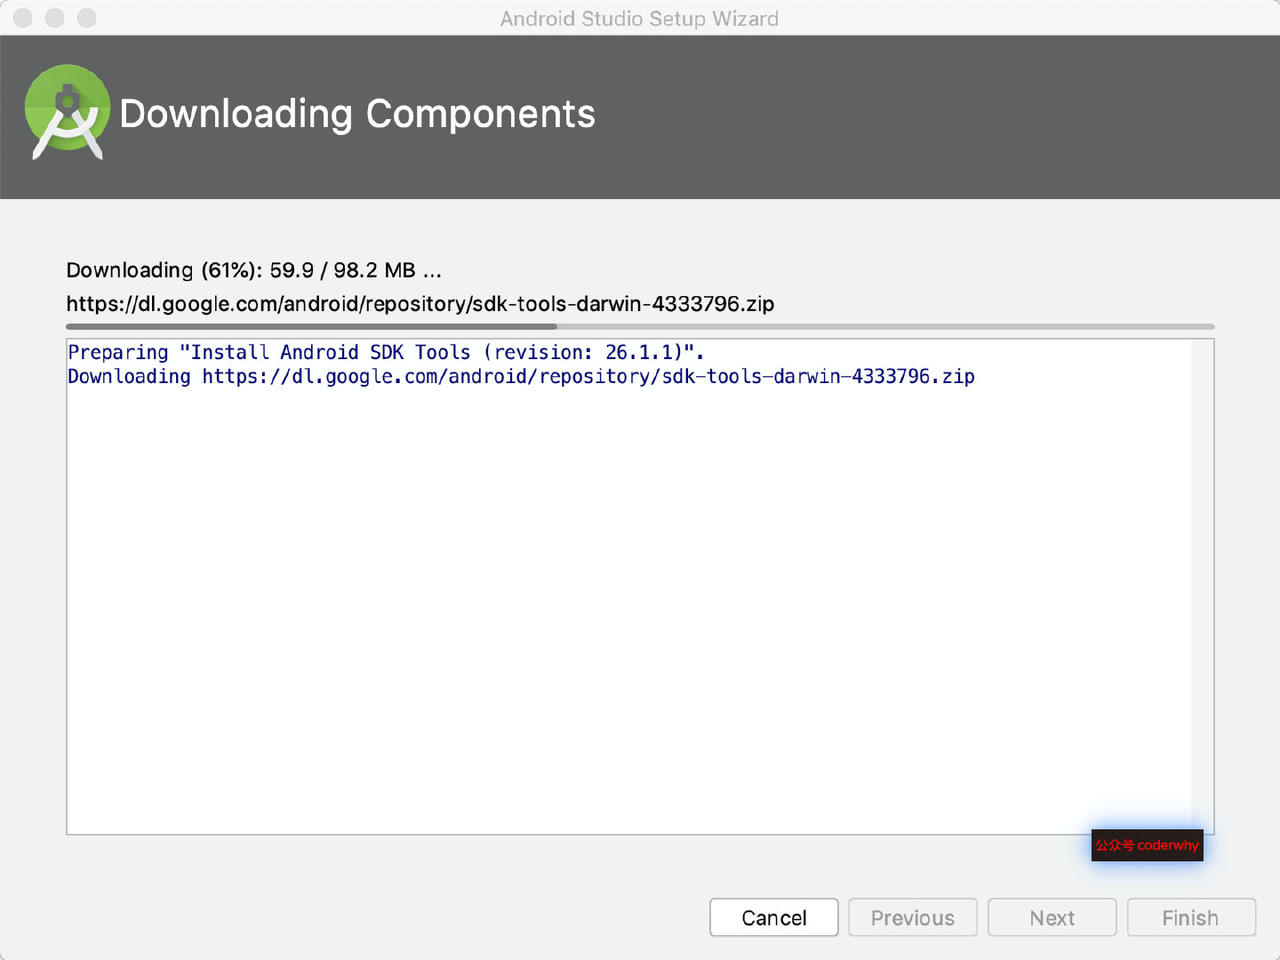 Android Studio Setup Wizard
Downloading Components
Downloading (61%): 59.9 / 98.2 MB ...
https://dl.google.com/android/repository/sdk-tools-darwin-4333796.zip
Preparing "Install Android SDK Tools (revision: 26.1.1)".
Downloading https://dl.google.com/android/repository/sdk-tools-darwin-4333796.zip
公众号 coderwhy
Cancel
Previous
Next
Finish